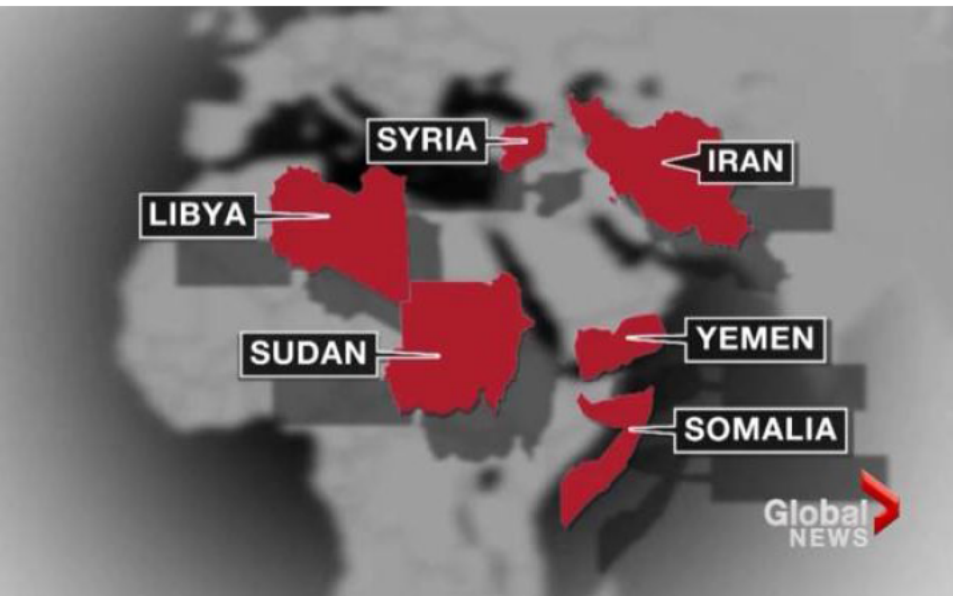 SYRIA
IRAN
LIBYA
YEMEN
SUDAN
SOMALIA
Global
NEWS